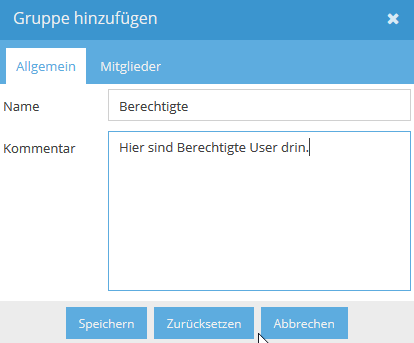 Gruppe hinzufügen
Allgemein Mitglieder
Name Berechtigte
Kommentar Hier sind Berechtigte User drin.
Speichern Zurücksetzen Abbrechen